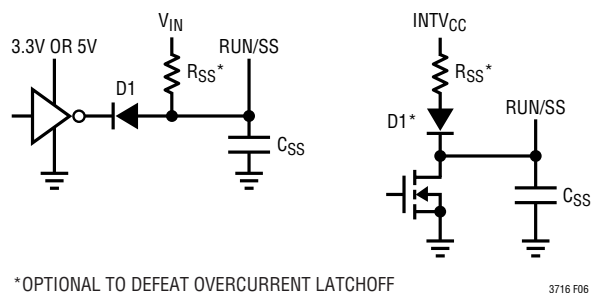 VIN
INTVCC
3.3V OR 5V
RSS*
RUN/SS
RSS*
D1
D1*
RUN/SS
CSS
CSS
*OPTIONAL TO DEFEAT OVERCURRENT LATCHOFF
3716 F06